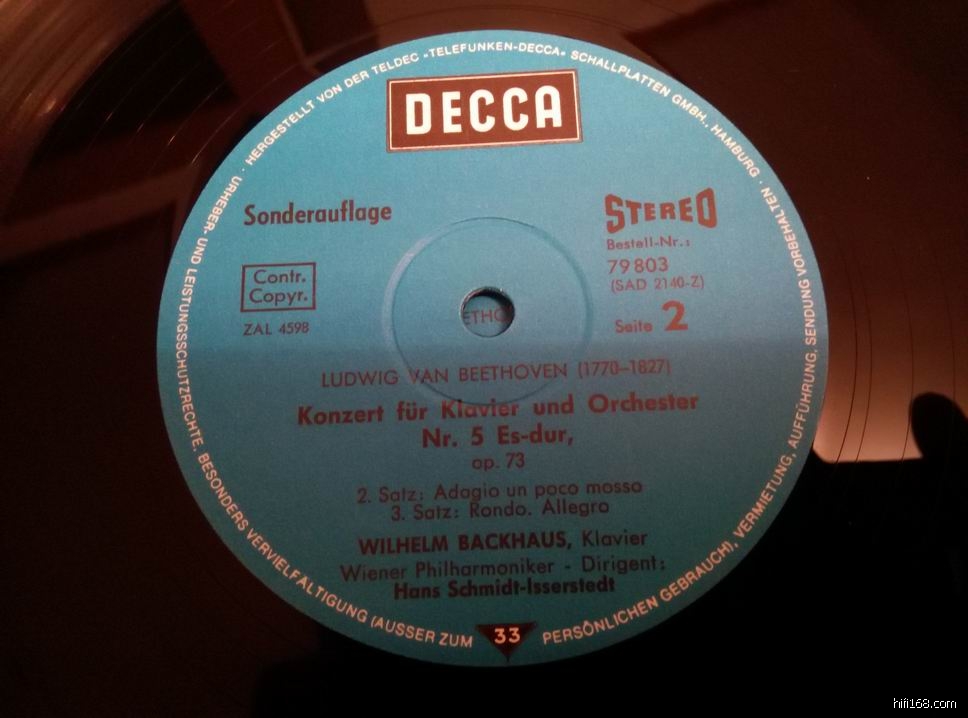 · HERGESTELLT VON DER TELDEC »TELEFUNKEN-DECCA« SCHALLPLATTEN GMBH., HAMBURG · ALLE
URHEBER- UND LEISTUNGSSCHUTZRECHTE, BESONDERS VERVIELFÄLTIGUNG (AUSSER ZUM
PERSÖNLICHEN GEBRAUCH), VERMIETUNG, AUFFÜHRUNG, SENDUNG VORBEHALTEN
DECCA
Sonderauflage
STEREO
Bestell-Nr.:
79 803
(SAD 2140-Z)
Contr.
Copyr.
ZAL 4598
Seite 2
ETHO
LUDWIG VAN BEETHOVEN (1770–1827)
Konzert für Klavier und Orchester
Nr. 5 Es-dur,
op. 73
2. Satz: Adagio un poco mosso
3. Satz: Rondo. Allegro
WILHELM BACKHAUS, Klavier
Wiener Philharmoniker - Dirigent:
Hans Schmidt-Isserstedt
33
hifi168.com